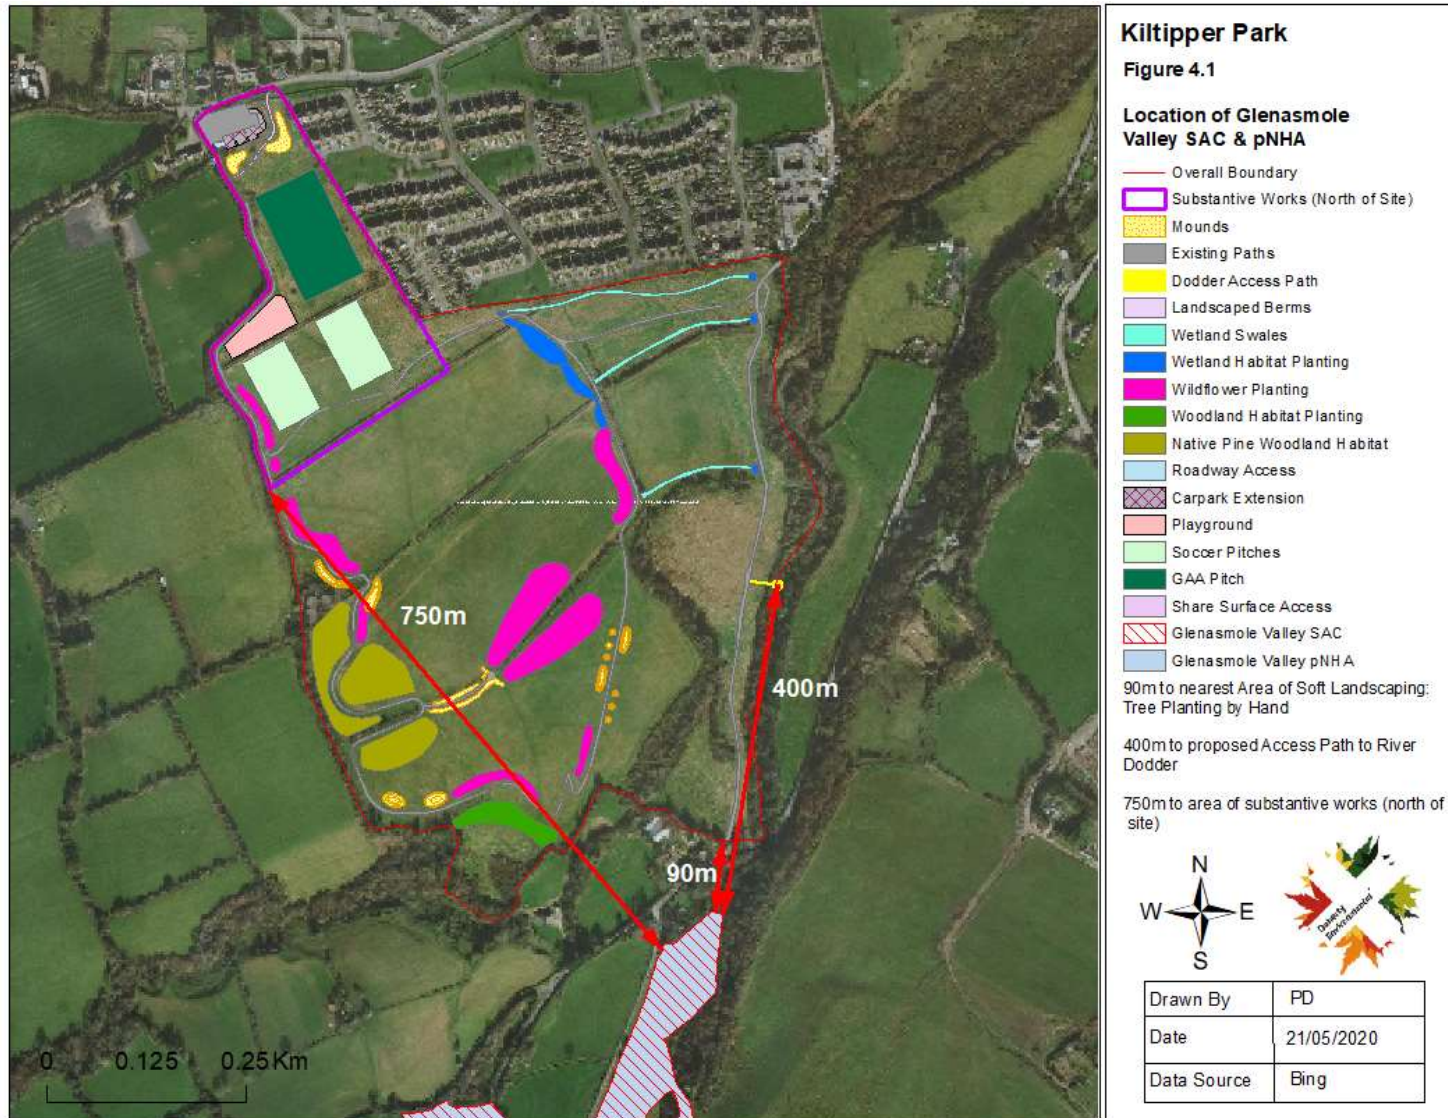 Kiltipper Park
Figure 4.1
Location of Glenasmole
Valley SAC & pNHA
Overall Boundary
Substantive Works (North of Site)
Mounds
Existing Paths
Dodder Access Path
Landscaped Berms
Wetland Swales
Wetland Habitat Planting
Wildflower Planting
Woodland Habitat Planting
Native Pine Woodland Habitat
Roadway Access
Carpark Extension
Playground
Soccer Pitches
GAA Pitch
Share Surface Access
Glenasmole Valley SAC
Glenasmole Valley pNHA
90m to nearest Area of Soft Landscaping:
Tree Planting by Hand
400m to proposed Access Path to River
Dodder
750m to area of substantive works (north of
site)
N
W E
S
Doherty
Environmental
Drawn By PD
Date 21/05/2020
Data Source Bing
750m
400m
90m
0 0.125 0.25Km